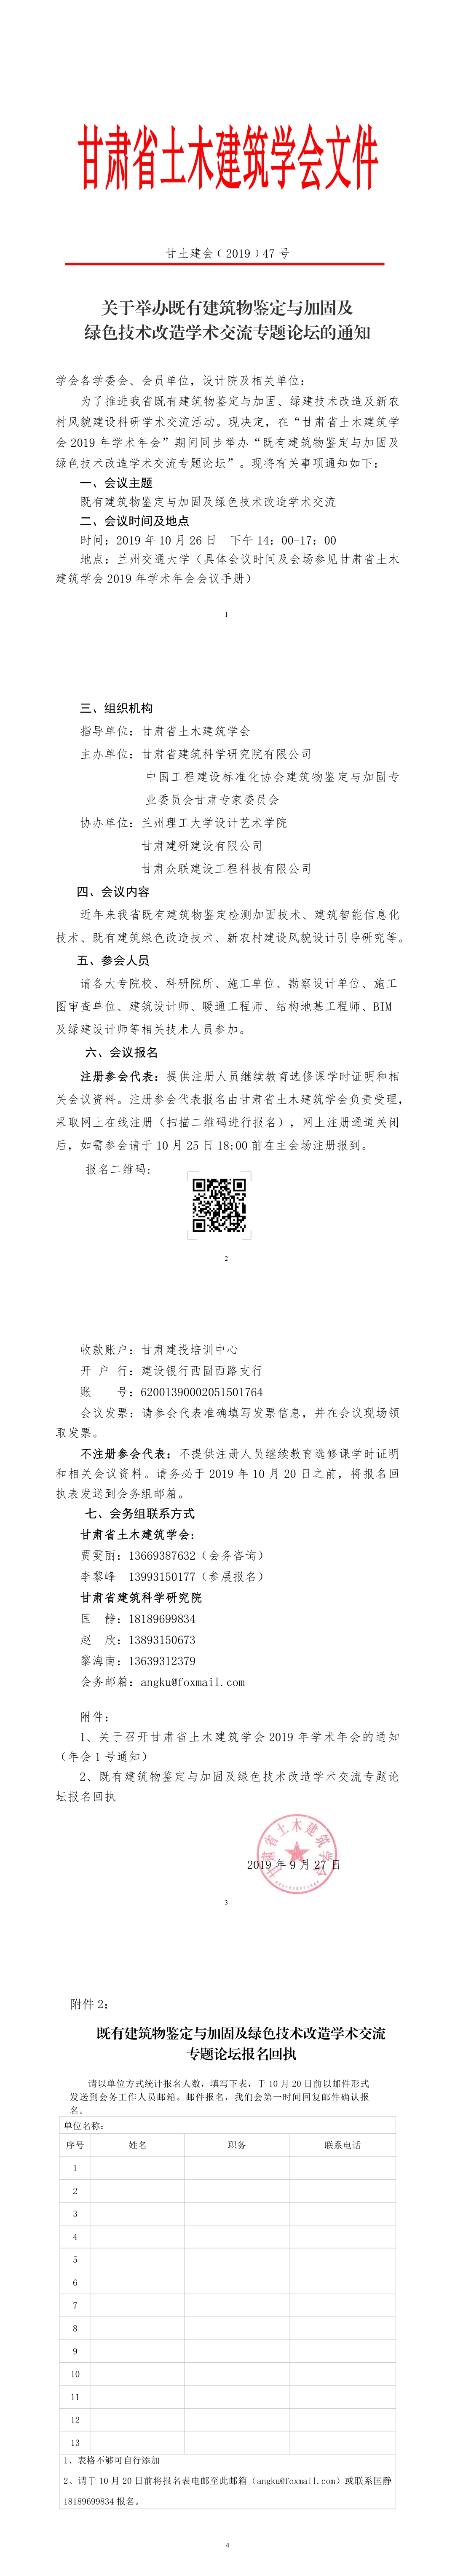 甘肃省土木建筑学会文件
甘土建会﹝2019﹞47 号
关于举办既有建筑物鉴定与加固及
绿色技术改造学术交流专题论坛的通知
学会各学委会、会员单位，设计院及相关单位：
为了推进我省既有建筑物鉴定与加固、绿建技术改造及新农
村风貌建设科研学术交流活动。现决定，在“甘肃省土木建筑学
会 2019 年学术年会”期间同步举办“既有建筑物鉴定与加固及
绿色技术改造学术交流专题论坛”。现将有关事项通知如下：
一、会议主题
既有建筑物鉴定与加固及绿色技术改造学术交流
二、会议时间及地点
时间：2019 年 10 月 26 日 下午 14：00-17：00
地点：兰州交通大学（具体会议时间及会场参见甘肃省土木
建筑学会 2019 年学术年会会议手册）
1
三、组织机构
指导单位：甘肃省土木建筑学会
主办单位：甘肃省建筑科学研究院有限公司
中国工程建设标准化协会建筑物鉴定与加固专
业委员会甘肃专家委员会
协办单位：兰州理工大学设计艺术学院
甘肃建研建设有限公司
甘肃众联建设工程科技有限公司
四、会议内容
近年来我省既有建筑物鉴定检测加固技术、建筑智能信息化
技术、既有建筑绿色改造技术、新农村建设风貌设计引导研究等。
五、参会人员
请各大专院校、科研院所、施工单位、勘察设计单位、施工
图审查单位、建筑设计师、暖通工程师、结构地基工程师、BIM
及绿建设计师等相关技术人员参加。
六、会议报名
注册参会代表：提供注册人员继续教育选修课学时证明和相
关会议资料。注册参会代表报名由甘肃省土木建筑学会负责受理，
采取网上在线注册（扫描二维码进行报名），网上注册通道关闭
后，如需参会请于 10 月 25 日 18:00 前在主会场注册报到。
报名二维码:
2
收款账户：甘肃建投培训中心
开 户 行：建设银行西固西路支行
账 号：62001390002051501764
会议发票：请参会代表准确填写发票信息，并在会议现场领
取发票。
不注册参会代表：不提供注册人员继续教育选修课学时证明
和相关会议资料。请务必于 2019 年 10 月 20 日之前，将报名回
执表发送到会务组邮箱。
七、会务组联系方式
甘肃省土木建筑学会：
贾雯丽：13669387632（会务咨询）
李黎峰 13993150177（参展报名）
甘肃省建筑科学研究院
匡 静：18189699834
赵 欣：13893150673
黎海南：13639312379
会务邮箱：angku@foxmail.com
附件：
1、关于召开甘肃省土木建筑学会 2019 年学术年会的通知
（年会 1 号通知）
2、既有建筑物鉴定与加固及绿色技术改造学术交流专题论
坛报名回执
甘肃省土木建筑学会
2019 年 9 月 27 日
3
附件 2：
既有建筑物鉴定与加固及绿色技术改造学术交流
专题论坛报名回执
请以单位方式统计报名人数，填写下表，于 10 月 20 日前以邮件形式
发送到会务工作人员邮箱。邮件报名，我们会第一时间回复邮件确认报
名。
单位名称：
序号 姓名 职务 联系电话
1
2
3
4
5
6
7
8
9
10
11
12
13
1、表格不够可自行添加
2、请于 10 月 20 日前将报名表电邮至此邮箱（angku@foxmail.com）或联系匡静
18189699834 报名。
4